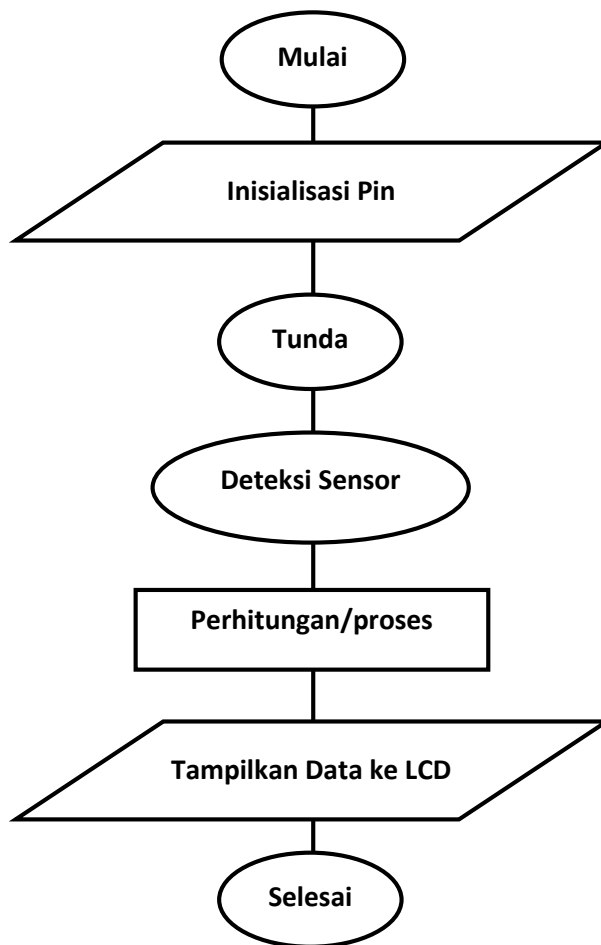 Mulai
Inisialisasi Pin
Tunda
Deteksi Sensor
Perhitungan/proses
Tampilkan Data ke LCD
Selesai